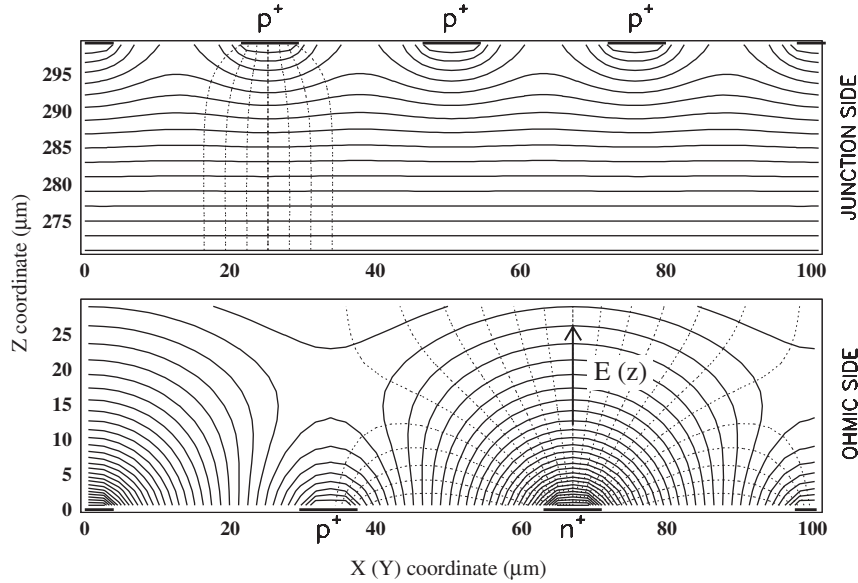 p⁺ p⁺ p⁺
295
290
285
280
275
JUNCTION SIDE
0 20 40 60 80 100
Z coordinate (μm)
25
20
15
10
5
0
E (z)
OHMIC SIDE
0 20 p⁺ 40 60 n⁺ 80 100
X (Y) coordinate (μm)